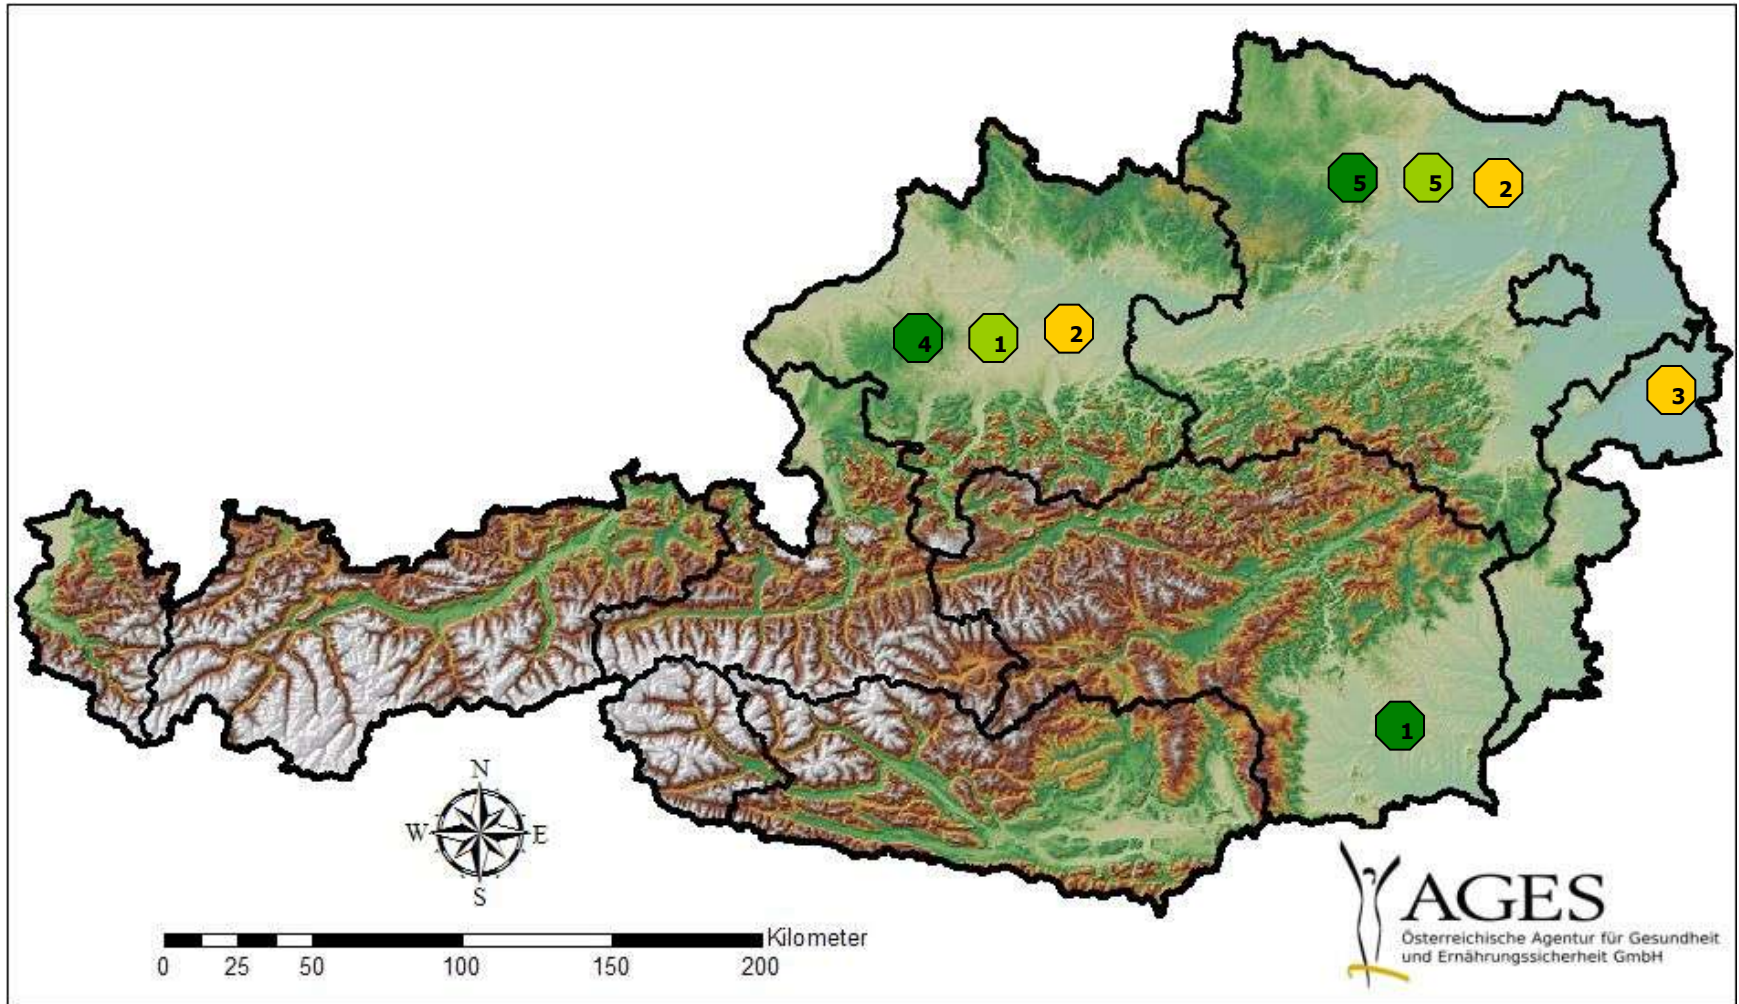 5 5 2
4 1 2
3
1
N
W E
S
Kilometer
0 25 50 100 150 200
AGES
Österreichische Agentur für Gesundheit
und Ernährungssicherheit GmbH